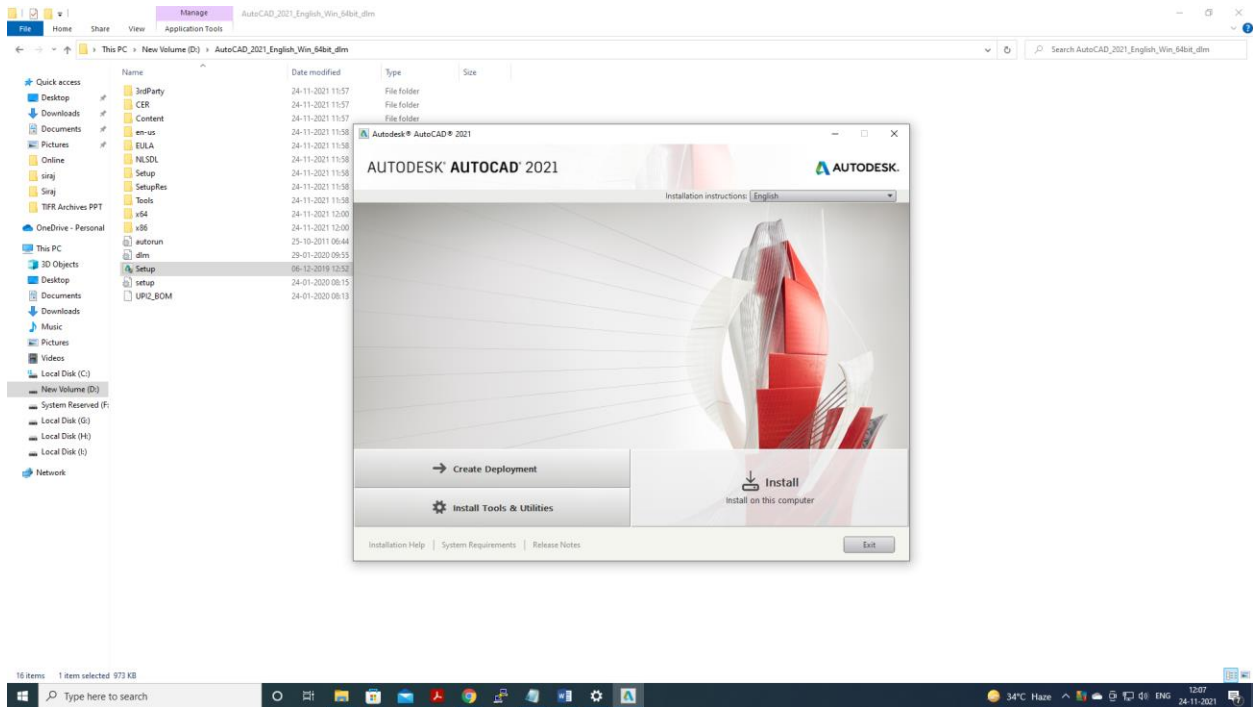 Manage
AutoCAD_2021_English_Win_64bit_dlm
File Home Share View Application Tools
This PC › New Volume (D:) › AutoCAD_2021_English_Win_64bit_dlm
Search AutoCAD_2021_English_Win_64bit_dlm
Name Date modified Type Size
Quick access
Desktop
Downloads
Documents
Pictures
Online
siraj
Siraj
TIFR Archives PPT
OneDrive - Personal
This PC
3D Objects
Desktop
Documents
Downloads
Music
Pictures
Videos
Local Disk (C:)
New Volume (D:)
System Reserved (F:
Local Disk (G:)
Local Disk (H:)
Local Disk (I:)
Network
3rdParty 24-11-2021 11:57 File folder
CER 24-11-2021 11:57 File folder
Content 24-11-2021 11:57 File folder
en-us 24-11-2021 11:58
EULA 24-11-2021 11:58
NLSDL 24-11-2021 11:58
Setup 24-11-2021 11:58
SetupRes 24-11-2021 11:58
Tools 24-11-2021 11:58
x64 24-11-2021 12:00
x86 24-11-2021 12:00
autorun 25-10-2011 06:44
dlm 29-01-2020 09:55
Setup 06-12-2019 12:52
setup 24-01-2020 08:15
UPI2_BOM 24-01-2020 08:13
Autodesk® AutoCAD® 2021
AUTODESK® AUTOCAD® 2021
AUTODESK.
Installation instructions: English
Create Deployment
Install Tools & Utilities
Install
Install on this computer
Installation Help | System Requirements | Release Notes
Exit
16 items 1 item selected 973 KB
Type here to search
34°C Haze
ENG
12:07
24-11-2021